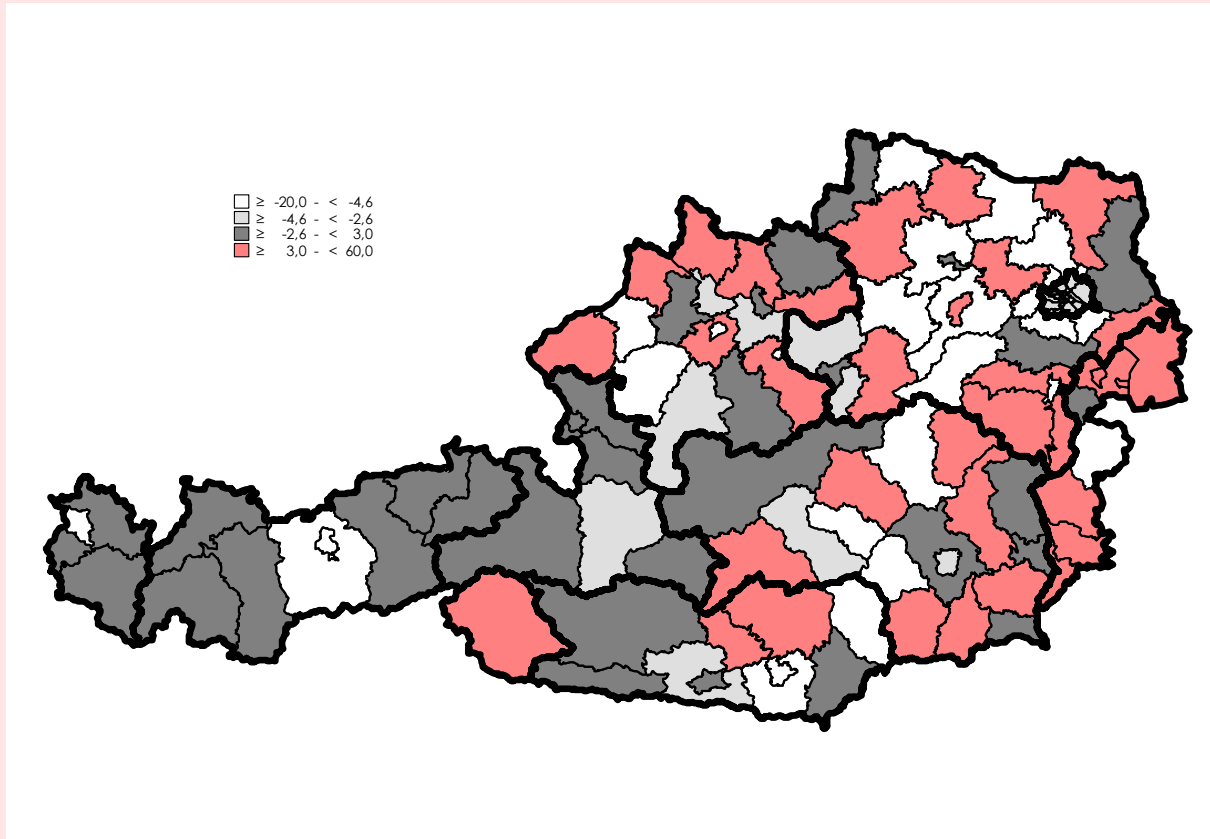 ≥ -20,0 - < -4,6
≥ -4,6 - < -2,6
≥ -2,6 - < 3,0
≥ 3,0 - < 60,0